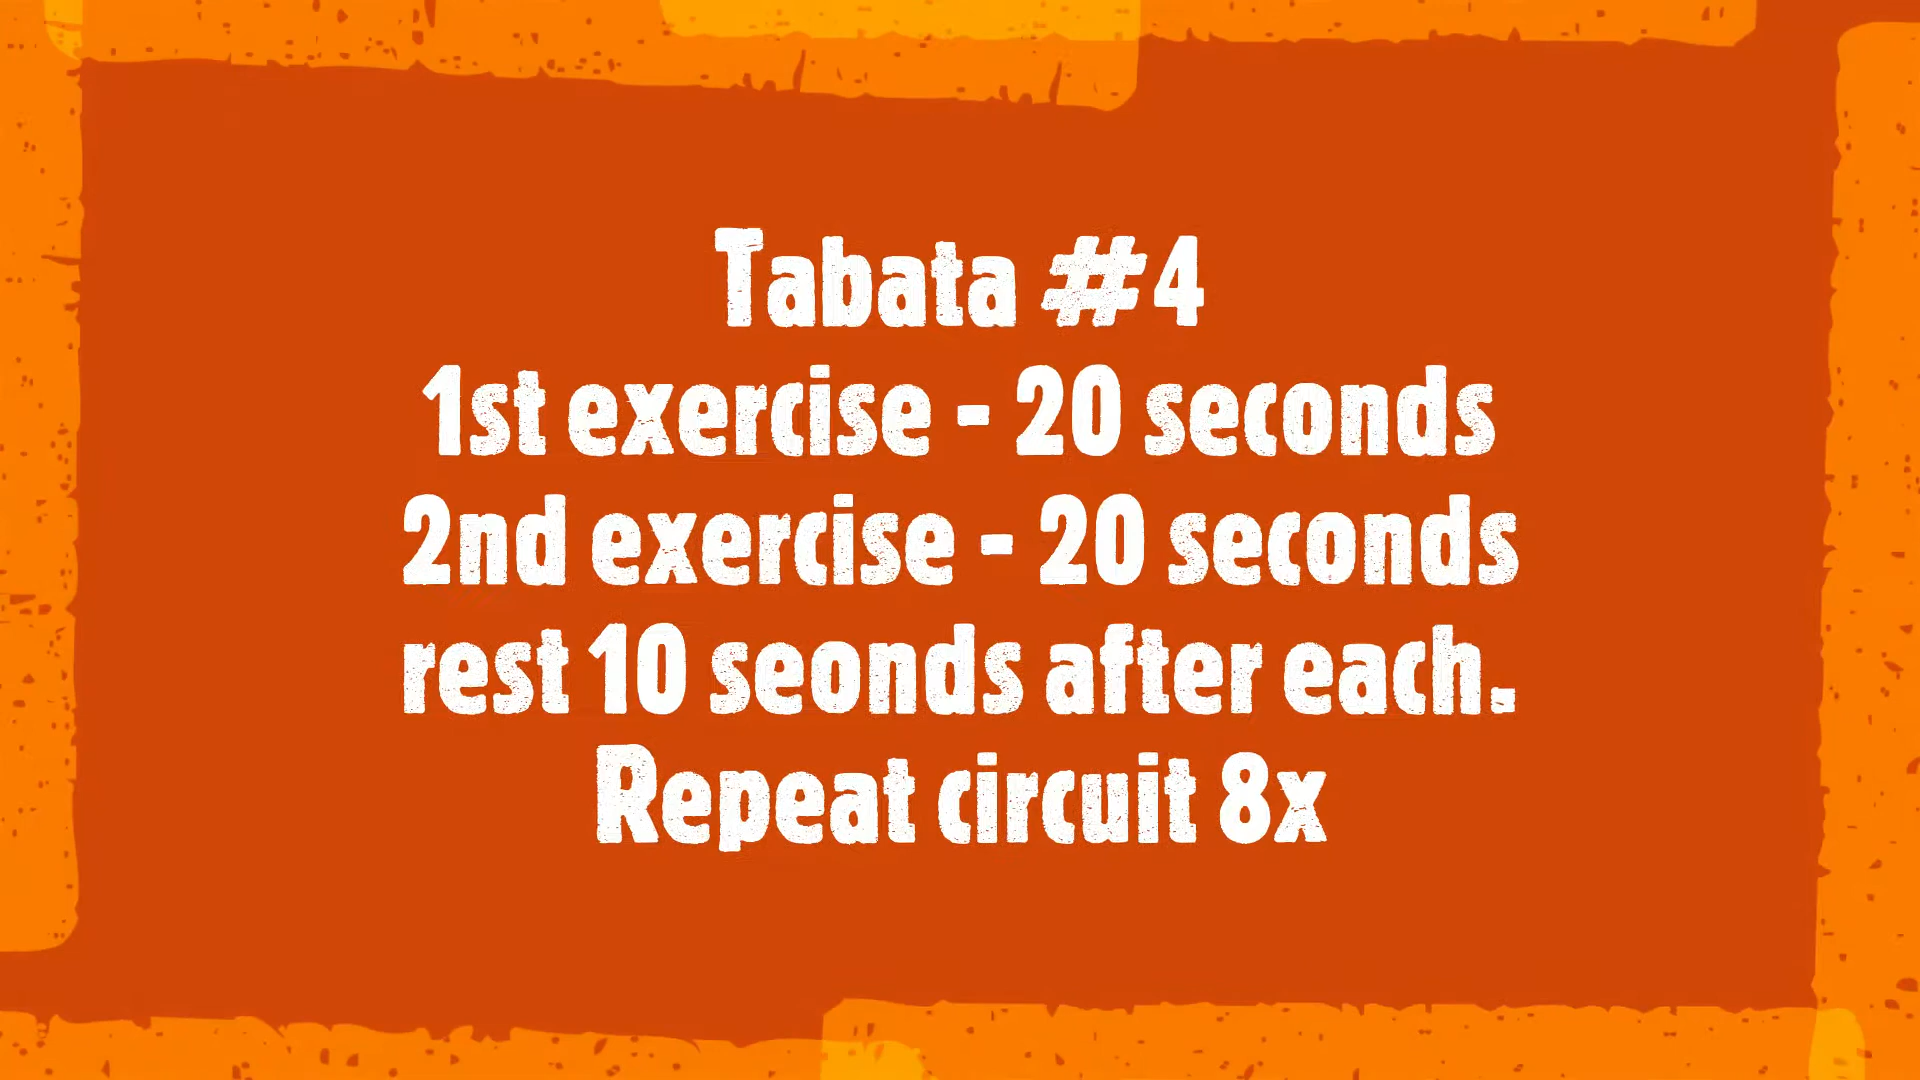 Tabata #4
1st exercise - 20 seconds
2nd exercise - 20 seconds
rest 10 seonds after each.
Repeat circuit 8x